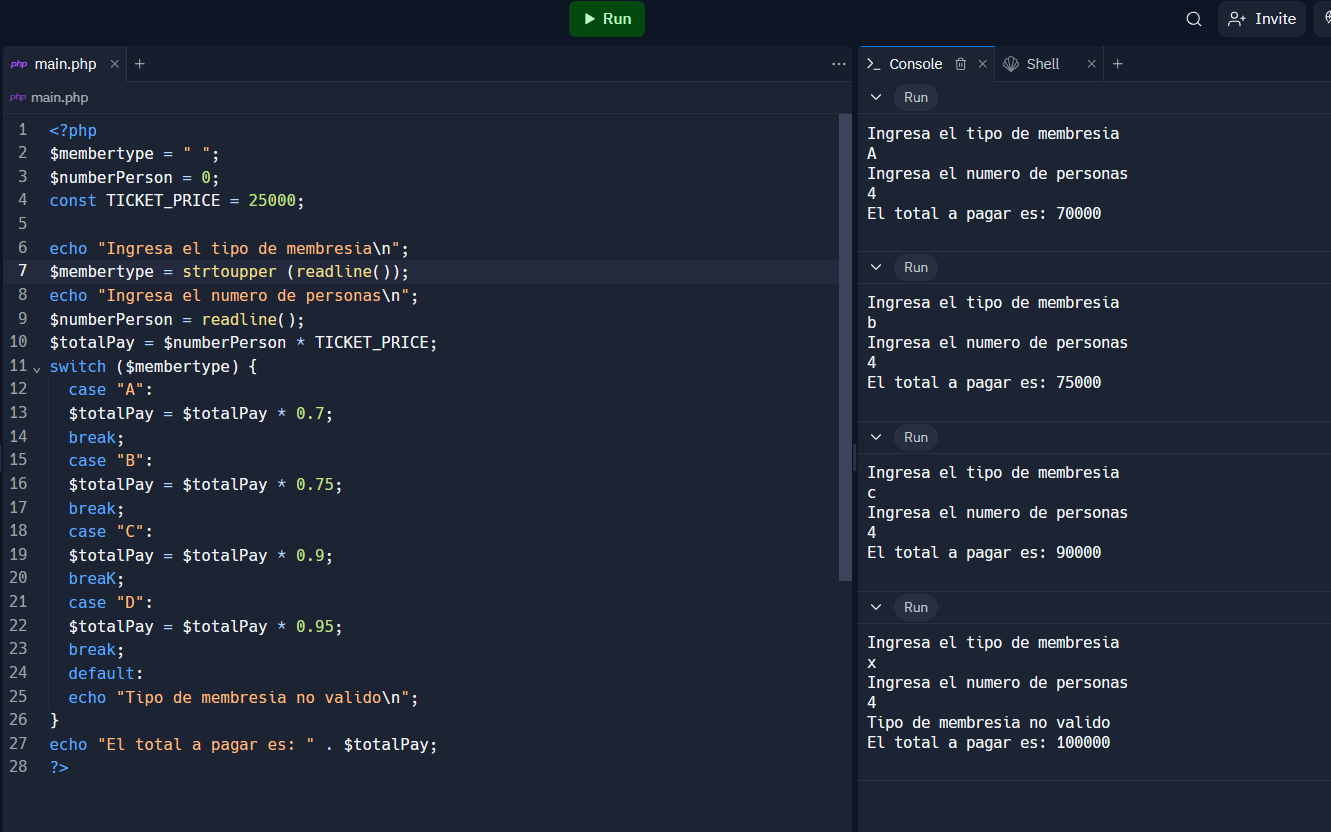 Run
Invite
php main.php
Console
Shell
php main.php
Run
1 <?php
2 $membertype = " ";
3 $numberPerson = 0;
4 const TICKET_PRICE = 25000;
5
6 echo "Ingresa el tipo de membresia\n";
7 $membertype = strtoupper (readline());
8 echo "Ingresa el numero de personas\n";
9 $numberPerson = readline();
10 $totalPay = $numberPerson * TICKET_PRICE;
11 switch ($membertype) {
12 case "A":
13 $totalPay = $totalPay * 0.7;
14 break;
15 case "B":
16 $totalPay = $totalPay * 0.75;
17 break;
18 case "C":
19 $totalPay = $totalPay * 0.9;
20 breaK;
21 case "D":
22 $totalPay = $totalPay * 0.95;
23 break;
24 default:
25 echo "Tipo de membresia no valido\n";
26 }
27 echo "El total a pagar es: " . $totalPay;
28 ?>
Ingresa el tipo de membresia
A
Ingresa el numero de personas
4
El total a pagar es: 70000
Run
Ingresa el tipo de membresia
b
Ingresa el numero de personas
4
El total a pagar es: 75000
Run
Ingresa el tipo de membresia
c
Ingresa el numero de personas
4
El total a pagar es: 90000
Run
Ingresa el tipo de membresia
x
Ingresa el numero de personas
4
Tipo de membresia no valido
El total a pagar es: 100000